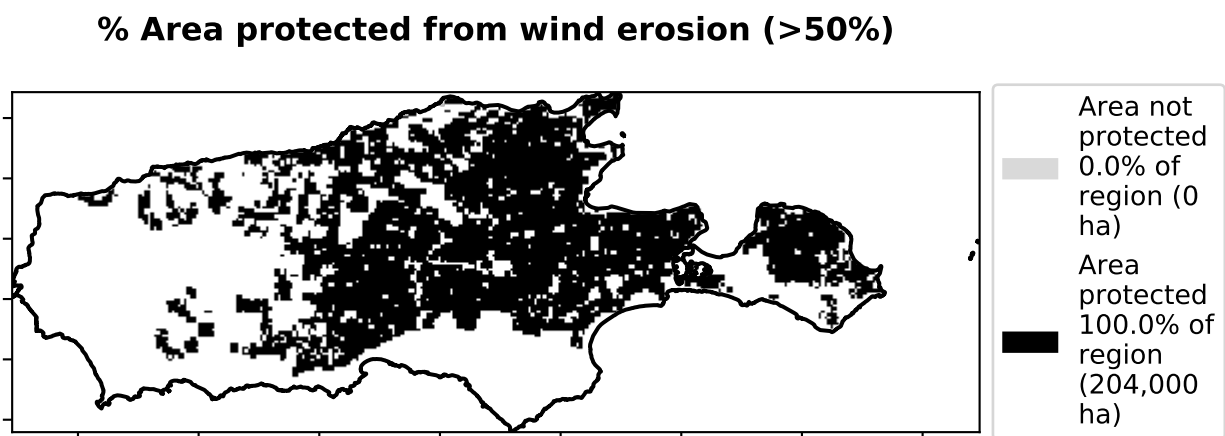 % Area protected from wind erosion (>50%)
Area not
protected
0.0% of
region (0
ha)
Area
protected
100.0% of
region
(204,000
ha)